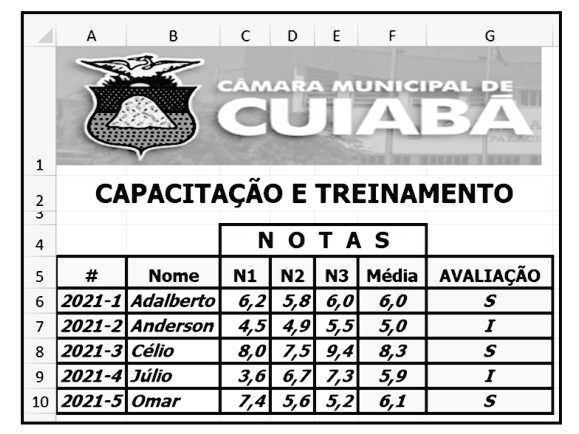 A B C D E F G
1
CÂMARA MUNICIPAL DE
CUIABÁ
2 CAPACITAÇÃO E TREINAMENTO
3
4 N O T A S
5 # Nome N1 N2 N3 Média AVALIAÇÃO
6 2021-1 Adalberto 6,2 5,8 6,0 6,0 S
7 2021-2 Anderson 4,5 4,9 5,5 5,0 I
8 2021-3 Célio 8,0 7,5 9,4 8,3 S
9 2021-4 Júlio 3,6 6,7 7,3 5,9 I
10 2021-5 Omar 7,4 5,6 5,2 6,1 S